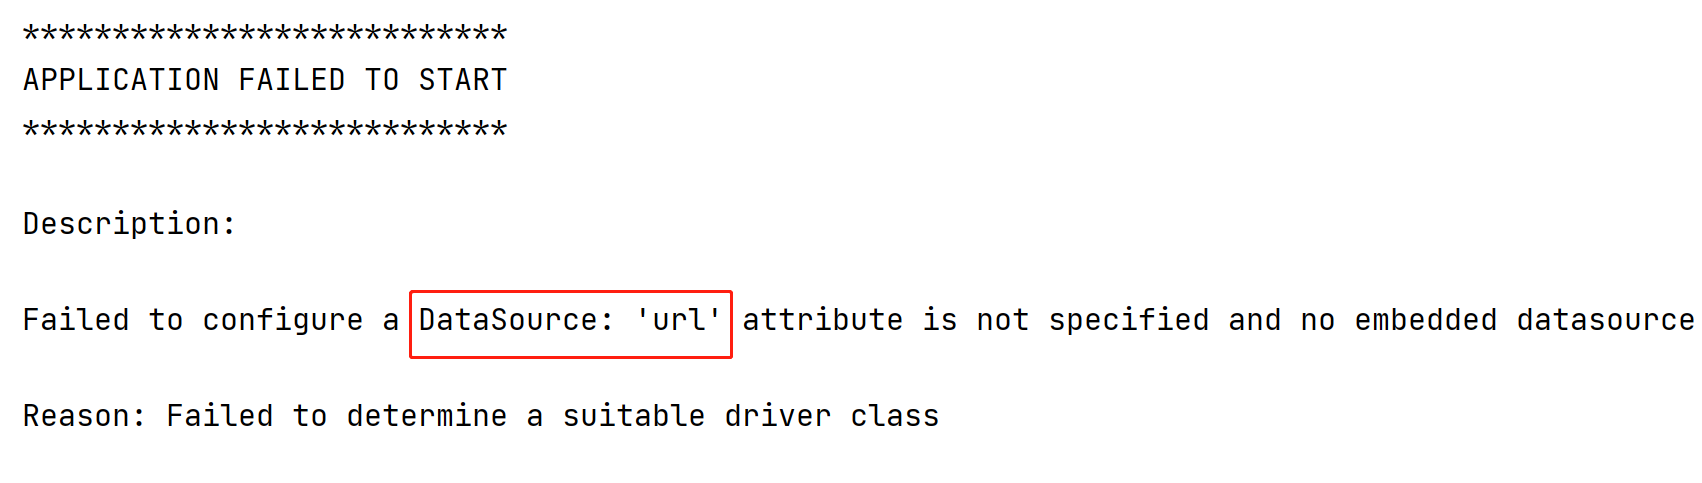 ***************************
APPLICATION FAILED TO START
***************************
Description:
Failed to configure a DataSource: 'url' attribute is not specified and no embedded datasource
Reason: Failed to determine a suitable driver class